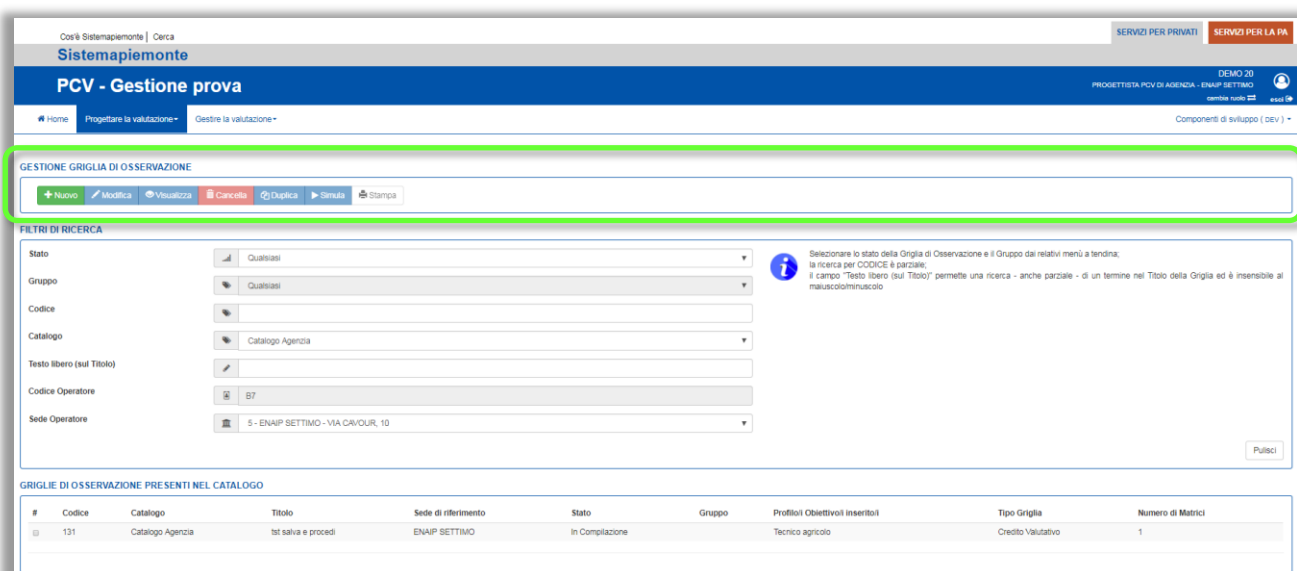 Cos'è Sistemapiemonte | Cerca
SERVIZI PER PRIVATI SERVIZI PER LA PA
Sistemapiemonte
PCV - Gestione prova
DEMO 20
PROGETTISTA PCV DI AGENZIA - ENAIP SETTIMO
cambia ruolo esci
Home Progettare la valutazione Gestire la valutazione Componenti di sviluppo ( DEV )
GESTIONE GRIGLIA DI OSSERVAZIONE
Nuovo Modifica Visualizza Cancella Duplica Simula Stampa
FILTRI DI RICERCA
Stato Qualsiasi
Selezionare lo stato della Griglia di Osservazione e il Gruppo dai relativi menù a tendina;
la ricerca per CODICE è parziale;
il campo "Testo libero (sul Titolo)" permette una ricerca - anche parziale - di un termine nel Titolo della Griglia ed è insensibile al
maiuscolo/minuscolo
Gruppo Qualsiasi
Codice
Catalogo Catalogo Agenzia
Testo libero (sul Titolo)
Codice Operatore B7
Sede Operatore 5 - ENAIP SETTIMO - VIA CAVOUR, 10
Pulisci
GRIGLIE DI OSSERVAZIONE PRESENTI NEL CATALOGO
# Codice Catalogo Titolo Sede di riferimento Stato Gruppo Profilo/i Obiettivo/i inserito/i Tipo Griglia Numero di Matrici
131 Catalogo Agenzia tst salva e procedi ENAIP SETTIMO In Compilazione Tecnico agricolo Credito Valutativo 1